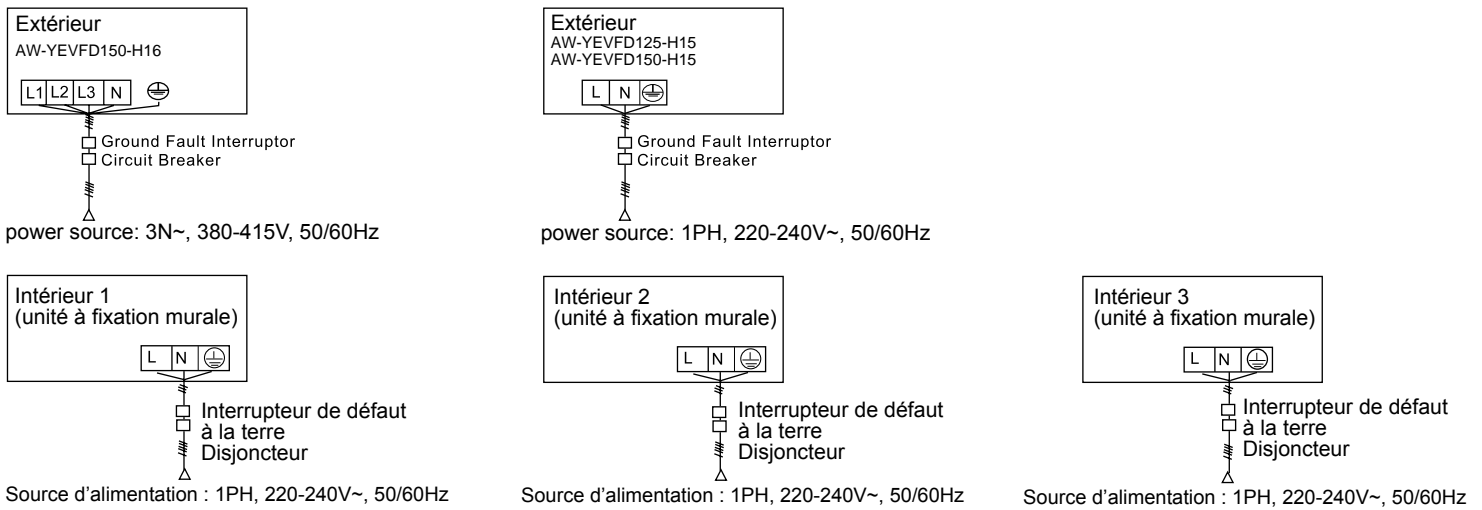 Extérieur
AW-YEVFD150-H16
L1 L2 L3 N
Ground Fault Interruptor
Circuit Breaker
power source: 3N~, 380-415V, 50/60Hz
Extérieur
AW-YEVFD125-H15
AW-YEVFD150-H15
L N
Ground Fault Interruptor
Circuit Breaker
power source: 1PH, 220-240V~, 50/60Hz
Intérieur 1
(unité à fixation murale)
L N
Interrupteur de défaut
à la terre
Disjoncteur
Source d’alimentation : 1PH, 220-240V~, 50/60Hz
Intérieur 2
(unité à fixation murale)
L N
Interrupteur de défaut
à la terre
Disjoncteur
Source d’alimentation : 1PH, 220-240V~, 50/60Hz
Intérieur 3
(unité à fixation murale)
L N
Interrupteur de défaut
à la terre
Disjoncteur
Source d’alimentation : 1PH, 220-240V~, 50/60Hz